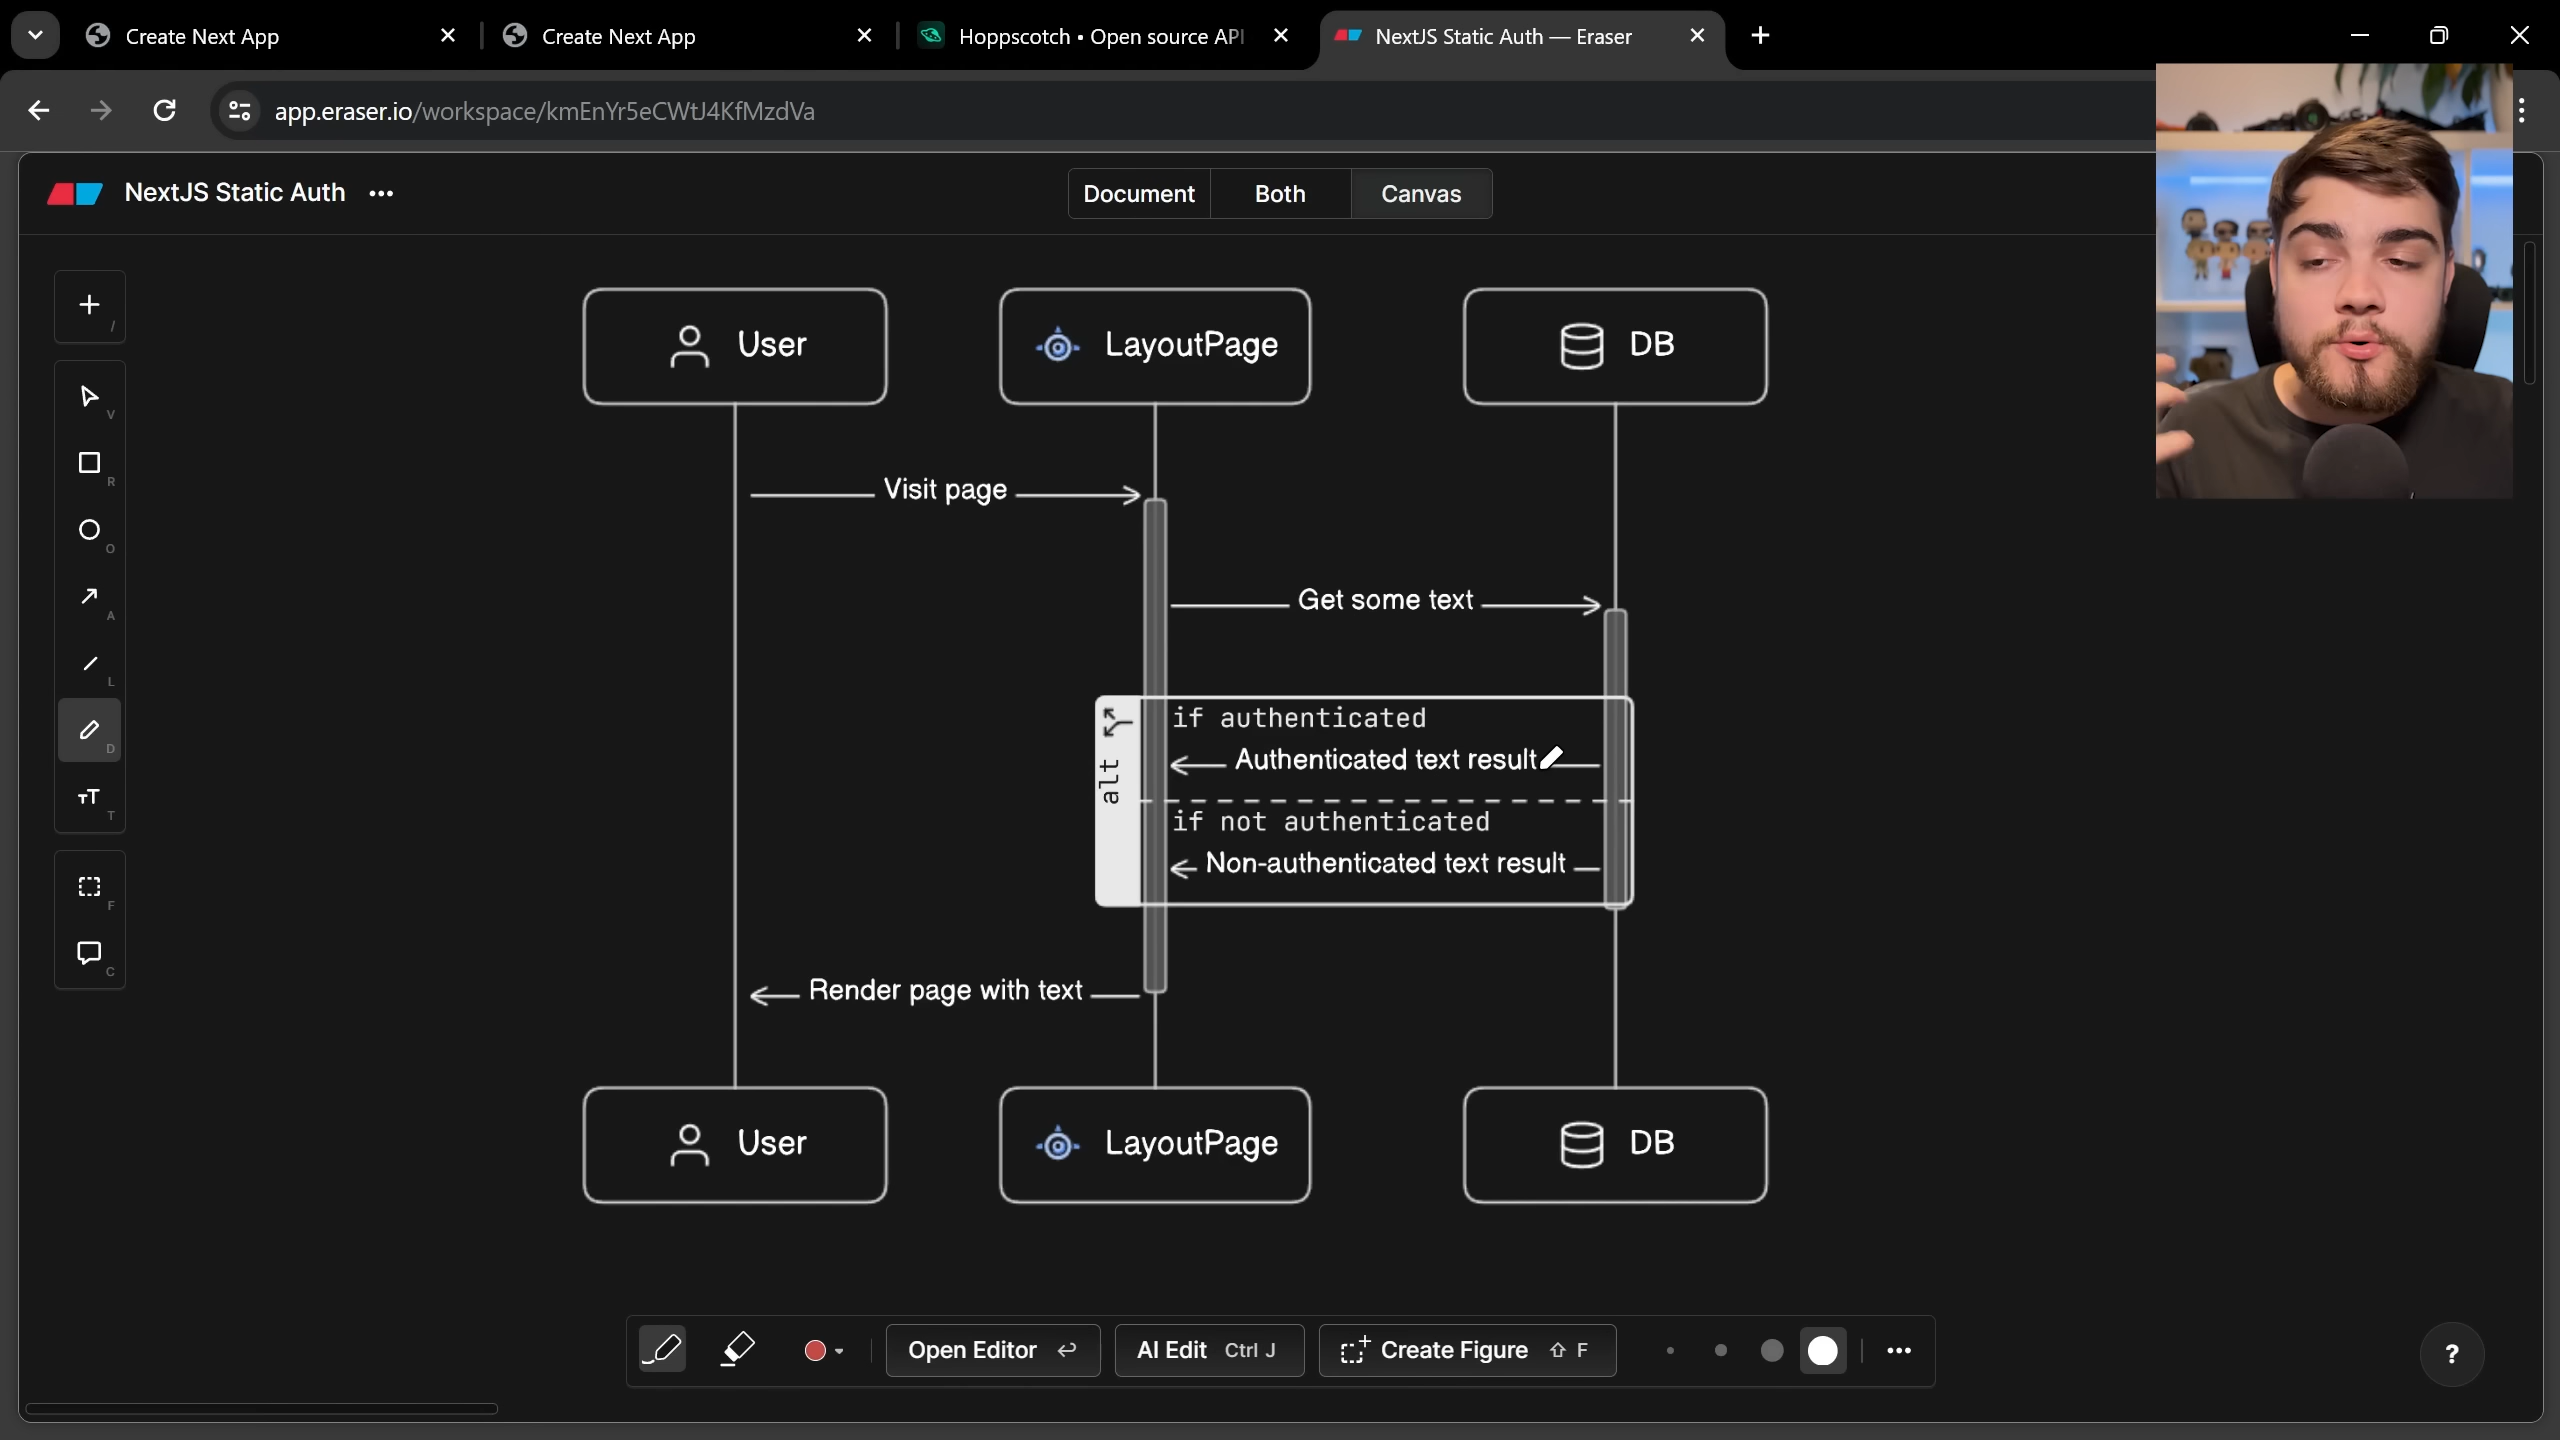 Create Next App
Create Next App
Hoppscotch • Open source API
NextJS Static Auth — Eraser
app.eraser.io/workspace/kmEnYr5eCWtJ4KfMzdVa
NextJS Static Auth
Document
Both
Canvas
/
V
R
O
A
L
D
T
T
F
C
User
LayoutPage
DB
Visit page
Get some text
alt
if authenticated
Authenticated text result
if not authenticated
Non-authenticated text result
Render page with text
User
LayoutPage
DB
Open Editor
AI Edit Ctrl J
Create Figure F
?